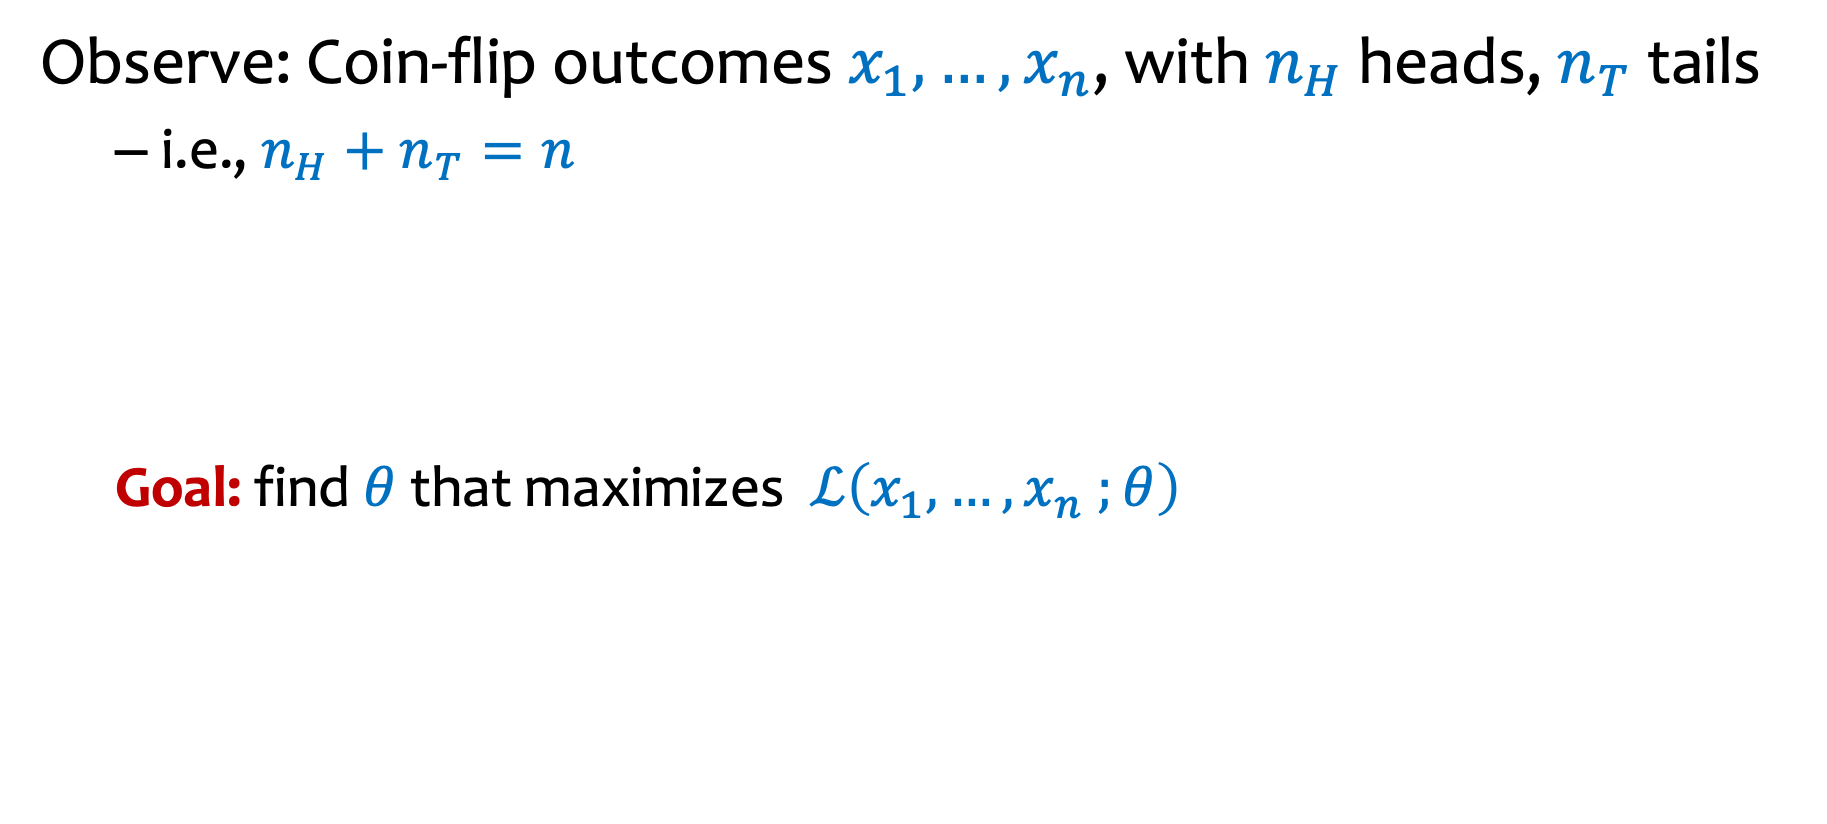 Observe: Coin-flip outcomes x₁, … , xₙ, with n_H heads, n_T tails
– i.e., n_H + n_T = n
Goal: find θ that maximizes ℒ(x₁, … , xₙ ; θ)